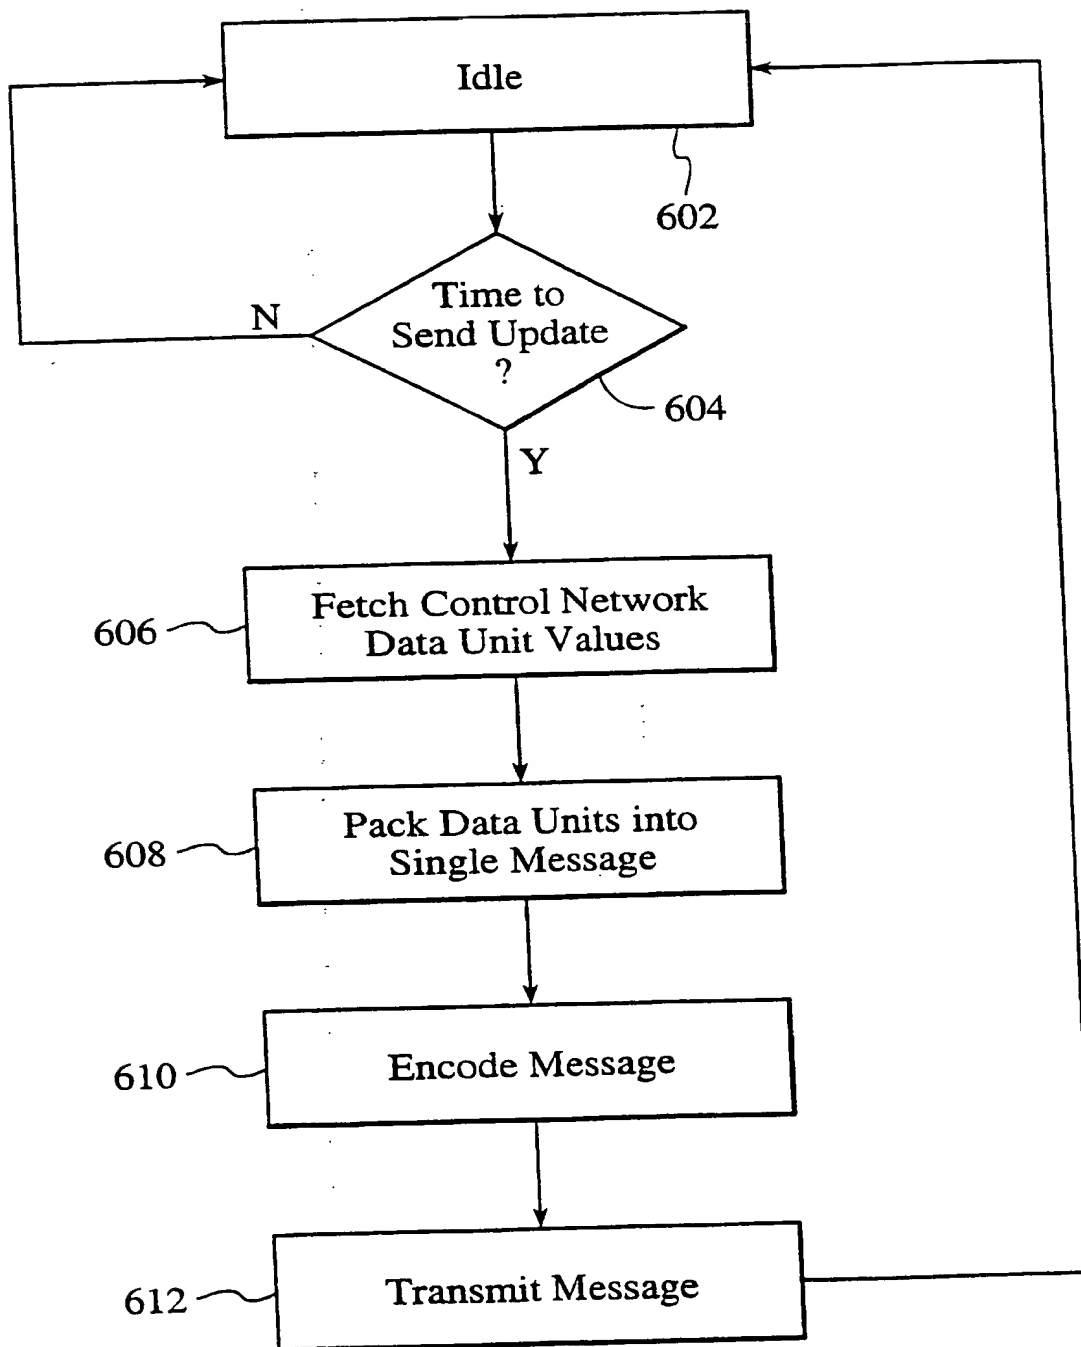 Idle
602
Time to
Send Update
?
N
604
Y
Fetch Control Network
Data Unit Values
606
Pack Data Units into
Single Message
608
Encode Message
610
Transmit Message
612